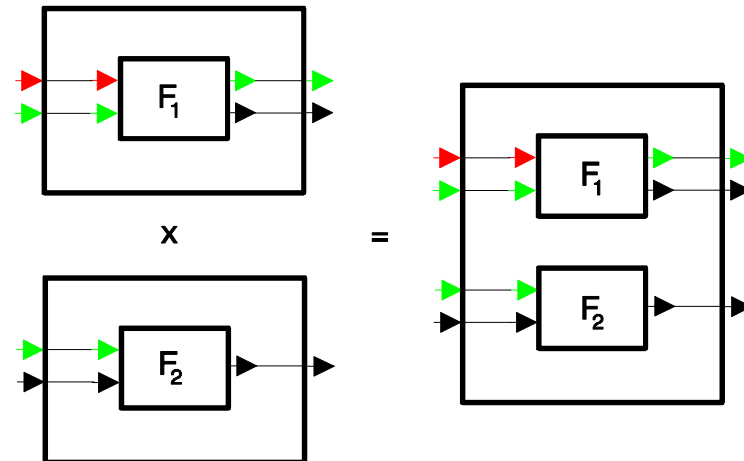 F₁
x
F₂
=
F₁
F₂